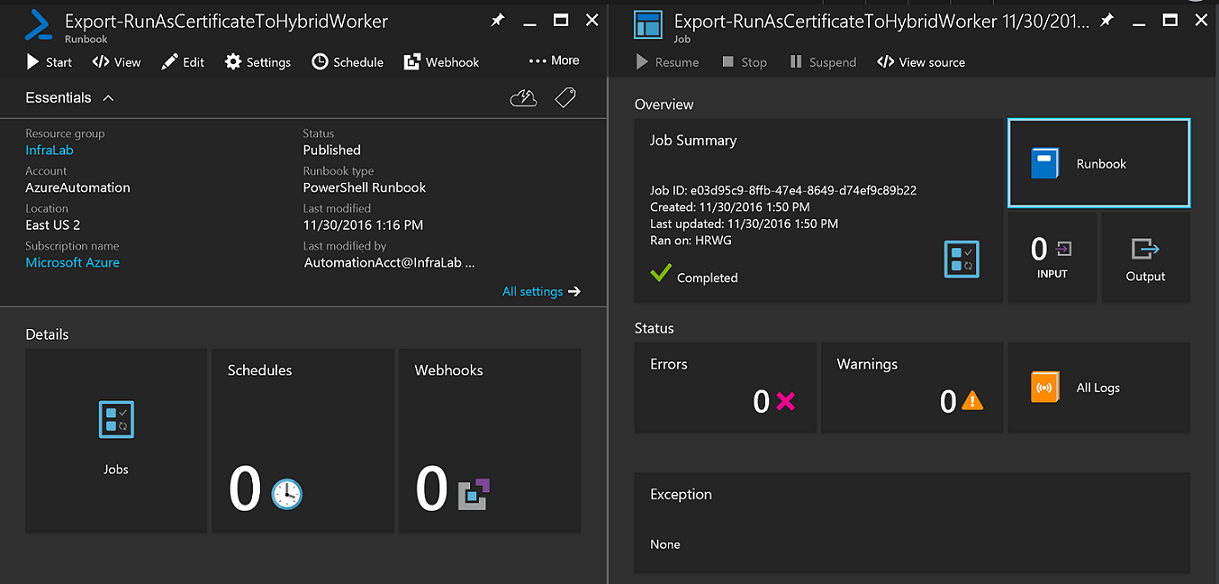 Export-RunAsCertificateToHybridWorker
Runbook
Start View Edit Settings Schedule Webhook More
Essentials
Resource group
InfraLab
Account
AzureAutomation
Location
East US 2
Subscription name
Microsoft Azure
Status
Published
Runbook type
PowerShell Runbook
Last modified
11/30/2016 1:16 PM
Last modified by
AutomationAcct@InfraLab ...
All settings
Details
Jobs
Schedules
0
Webhooks
0
Export-RunAsCertificateToHybridWorker 11/30/201...
Job
Resume Stop Suspend View source
Overview
Job Summary
Job ID: e03d95c9-8ffb-47e4-8649-d74ef9c89b22
Created: 11/30/2016 1:50 PM
Last updated: 11/30/2016 1:50 PM
Ran on: HRWG
Completed
Runbook
0
INPUT
Output
Status
Errors
0
Warnings
0
All Logs
Exception
None